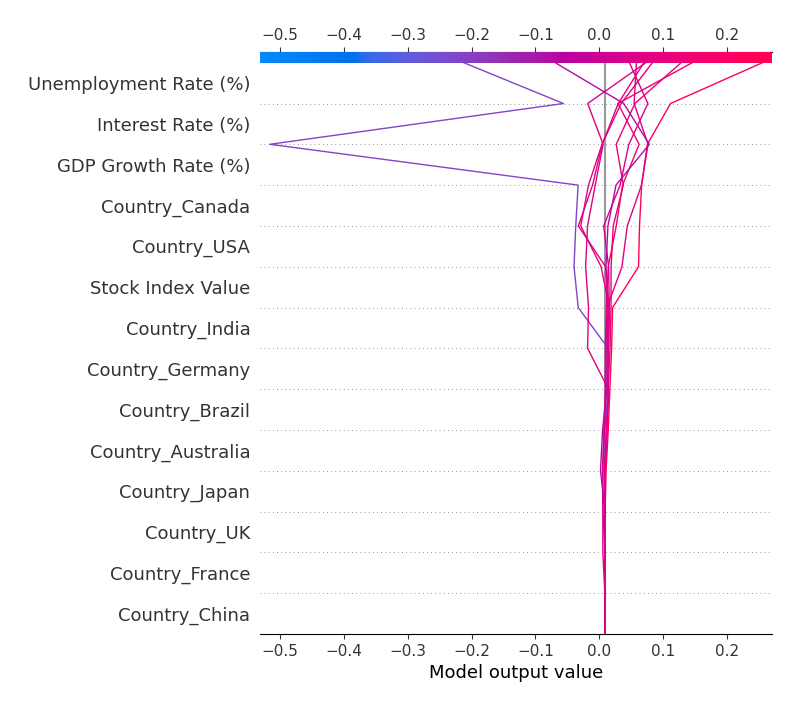 −0.5 −0.4 −0.3 −0.2 −0.1 0.0 0.1 0.2
Unemployment Rate (%)
Interest Rate (%)
GDP Growth Rate (%)
Country_Canada
Country_USA
Stock Index Value
Country_India
Country_Germany
Country_Brazil
Country_Australia
Country_Japan
Country_UK
Country_France
Country_China
−0.5 −0.4 −0.3 −0.2 −0.1 0.0 0.1 0.2
Model output value